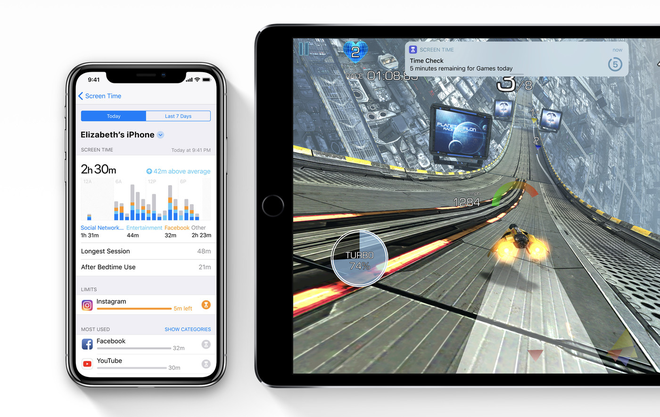 9:41
Screen Time
Today
Last 7 Days
Elizabeth's iPhone
SCREEN TIME
Today at 9:41 PM
2h 30m
42m above average
Social Network...
Entertainment
Facebook
Other
1h 31m
44m
32m
2h 23m
Longest Session
48m
After Bedtime Use
21m
LIMITS
Instagram
5m left
MOST USED
SHOW CATEGORIES
Facebook
32m
YouTube
30m
2
SCREEN TIME
now
Time Check
5 minutes remaining for Games today
5
3/8
1284
TURBO